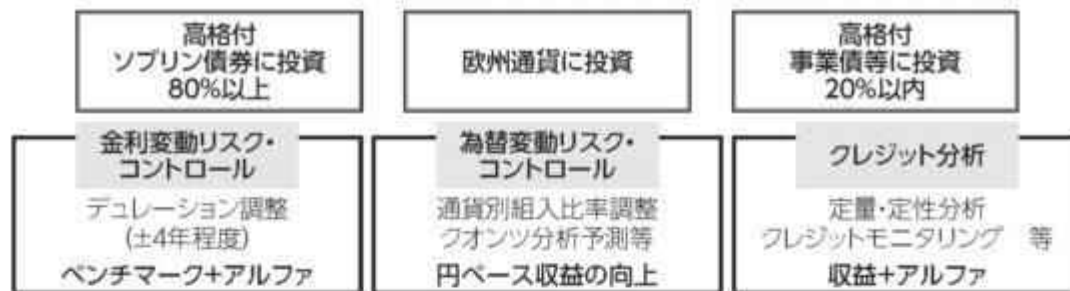 高格付
ソブリン債券に投資
80%以上
欧州通貨に投資
高格付
事業債等に投資
20%以内
金利変動リスク・
コントロール
デュレーション調整
(±4年程度)
ベンチマーク+アルファ
為替変動リスク・
コントロール
通貨別組入比率調整
クオンツ分析予測等
円ベース収益の向上
クレジット分析
定量・定性分析
クレジットモニタリング 等
収益+アルファ